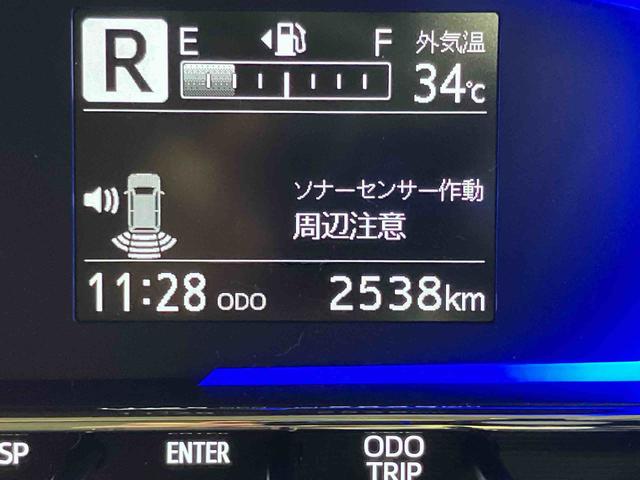 R E F 外気温
34℃
ソナーセンサー作動
周辺注意
11:28 ODO 2538km
SP ENTER ODO
TRIP